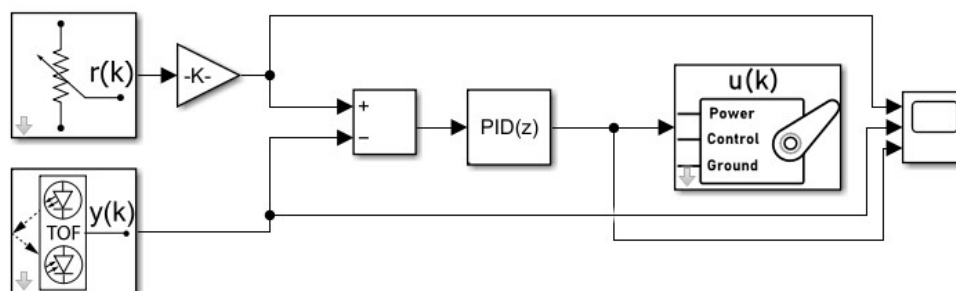 r(k)
-K-
+
−
PID(z)
u(k)
Power
Control
Ground
y(k)
TOF